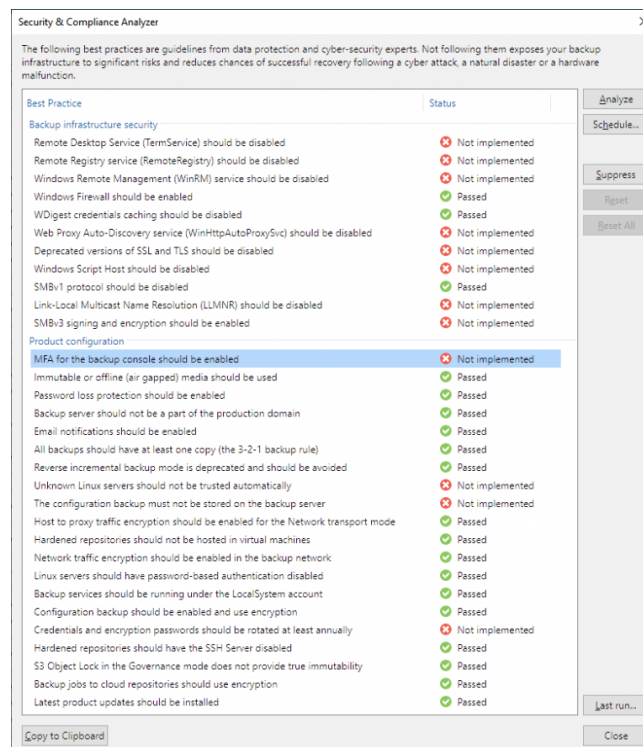 Security & Compliance Analyzer
The following best practices are guidelines from data protection and cyber-security experts. Not following them exposes your backup
infrastructure to significant risks and reduces chances of successful recovery following a cyber attack, a natural disaster or a hardware
malfunction.
Best Practice Status
Analyze
Backup infrastructure security
Schedule...
Remote Desktop Service (TermService) should be disabled Not implemented
Remote Registry service (RemoteRegistry) should be disabled Not implemented
Windows Remote Management (WinRM) service should be disabled Not implemented
Suppress
Windows Firewall should be enabled Passed
Reset
WDigest credentials caching should be disabled Passed
Reset All
Web Proxy Auto-Discovery service (WinHttpAutoProxySvc) should be disabled Not implemented
Deprecated versions of SSL and TLS should be disabled Not implemented
Windows Script Host should be disabled Not implemented
SMBv1 protocol should be disabled Passed
Link-Local Multicast Name Resolution (LLMNR) should be disabled Not implemented
SMBv3 signing and encryption should be enabled Not implemented
Product configuration
MFA for the backup console should be enabled Not implemented
Immutable or offline (air gapped) media should be used Passed
Password loss protection should be enabled Passed
Backup server should not be a part of the production domain Passed
Email notifications should be enabled Passed
All backups should have at least one copy (the 3-2-1 backup rule) Passed
Reverse incremental backup mode is deprecated and should be avoided Passed
Unknown Linux servers should not be trusted automatically Not implemented
The configuration backup must not be stored on the backup server Not implemented
Host to proxy traffic encryption should be enabled for the Network transport mode Passed
Hardened repositories should not be hosted in virtual machines Passed
Network traffic encryption should be enabled in the backup network Passed
Linux servers should have password-based authentication disabled Passed
Backup services should be running under the LocalSystem account Passed
Configuration backup should be enabled and use encryption Passed
Credentials and encryption passwords should be rotated at least annually Not implemented
Hardened repositories should have the SSH Server disabled Passed
S3 Object Lock in the Governance mode does not provide true immutability Passed
Backup jobs to cloud repositories should use encryption Passed
Latest product updates should be installed Passed
Last run...
Copy to Clipboard
Close